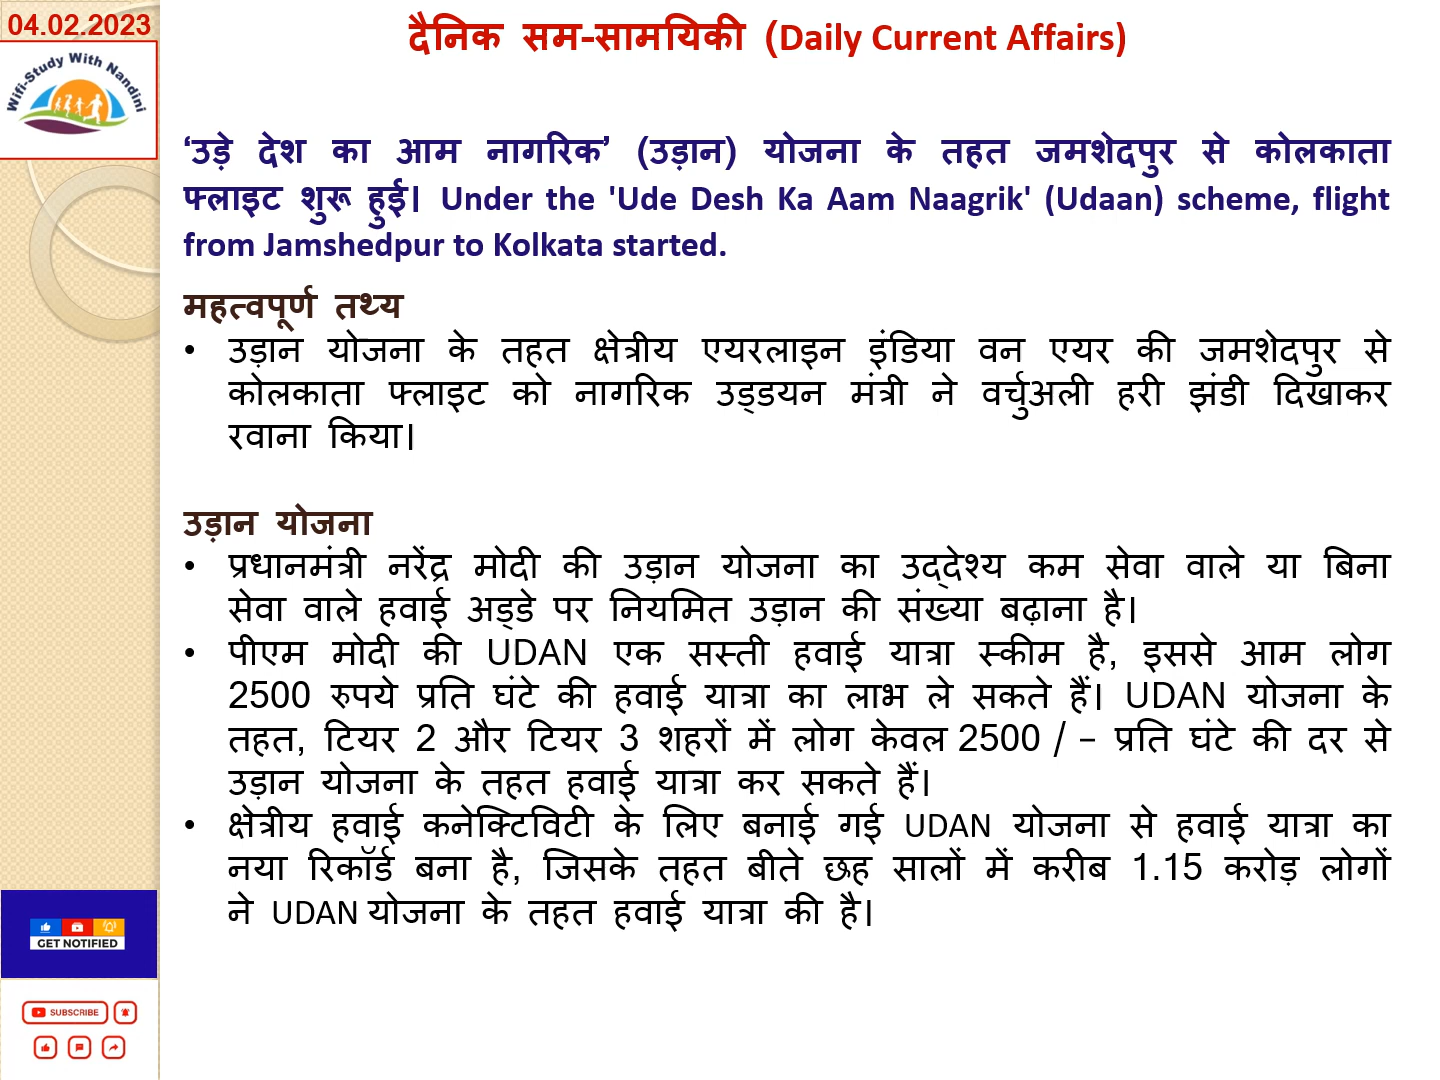 04.02.2023
Wifi-Study With Nandini
दैनिक सम-सामयिकी (Daily Current Affairs)
‘उड़े देश का आम नागरिक’ (उड़ान) योजना के तहत जमशेदपुर से कोलकाता
फ्लाइट शुरू हुई। Under the 'Ude Desh Ka Aam Naagrik' (Udaan) scheme, flight
from Jamshedpur to Kolkata started.
महत्वपूर्ण तथ्य
• उड़ान योजना के तहत क्षेत्रीय एयरलाइन इंडिया वन एयर की जमशेदपुर से
कोलकाता फ्लाइट को नागरिक उड्डयन मंत्री ने वर्चुअली हरी झंडी दिखाकर
रवाना किया।
उड़ान योजना
• प्रधानमंत्री नरेंद्र मोदी की उड़ान योजना का उद्देश्य कम सेवा वाले या बिना
सेवा वाले हवाई अड्डे पर नियमित उड़ान की संख्या बढ़ाना है।
• पीएम मोदी की UDAN एक सस्ती हवाई यात्रा स्कीम है, इससे आम लोग
2500 रुपये प्रति घंटे की हवाई यात्रा का लाभ ले सकते हैं। UDAN योजना के
तहत, टियर 2 और टियर 3 शहरों में लोग केवल 2500 / – प्रति घंटे की दर से
उड़ान योजना के तहत हवाई यात्रा कर सकते हैं।
• क्षेत्रीय हवाई कनेक्टिविटी के लिए बनाई गई UDAN योजना से हवाई यात्रा का
नया रिकॉर्ड बना है, जिसके तहत बीते छह सालों में करीब 1.15 करोड़ लोगों
ने UDAN योजना के तहत हवाई यात्रा की है।
GET NOTIFIED
SUBSCRIBE